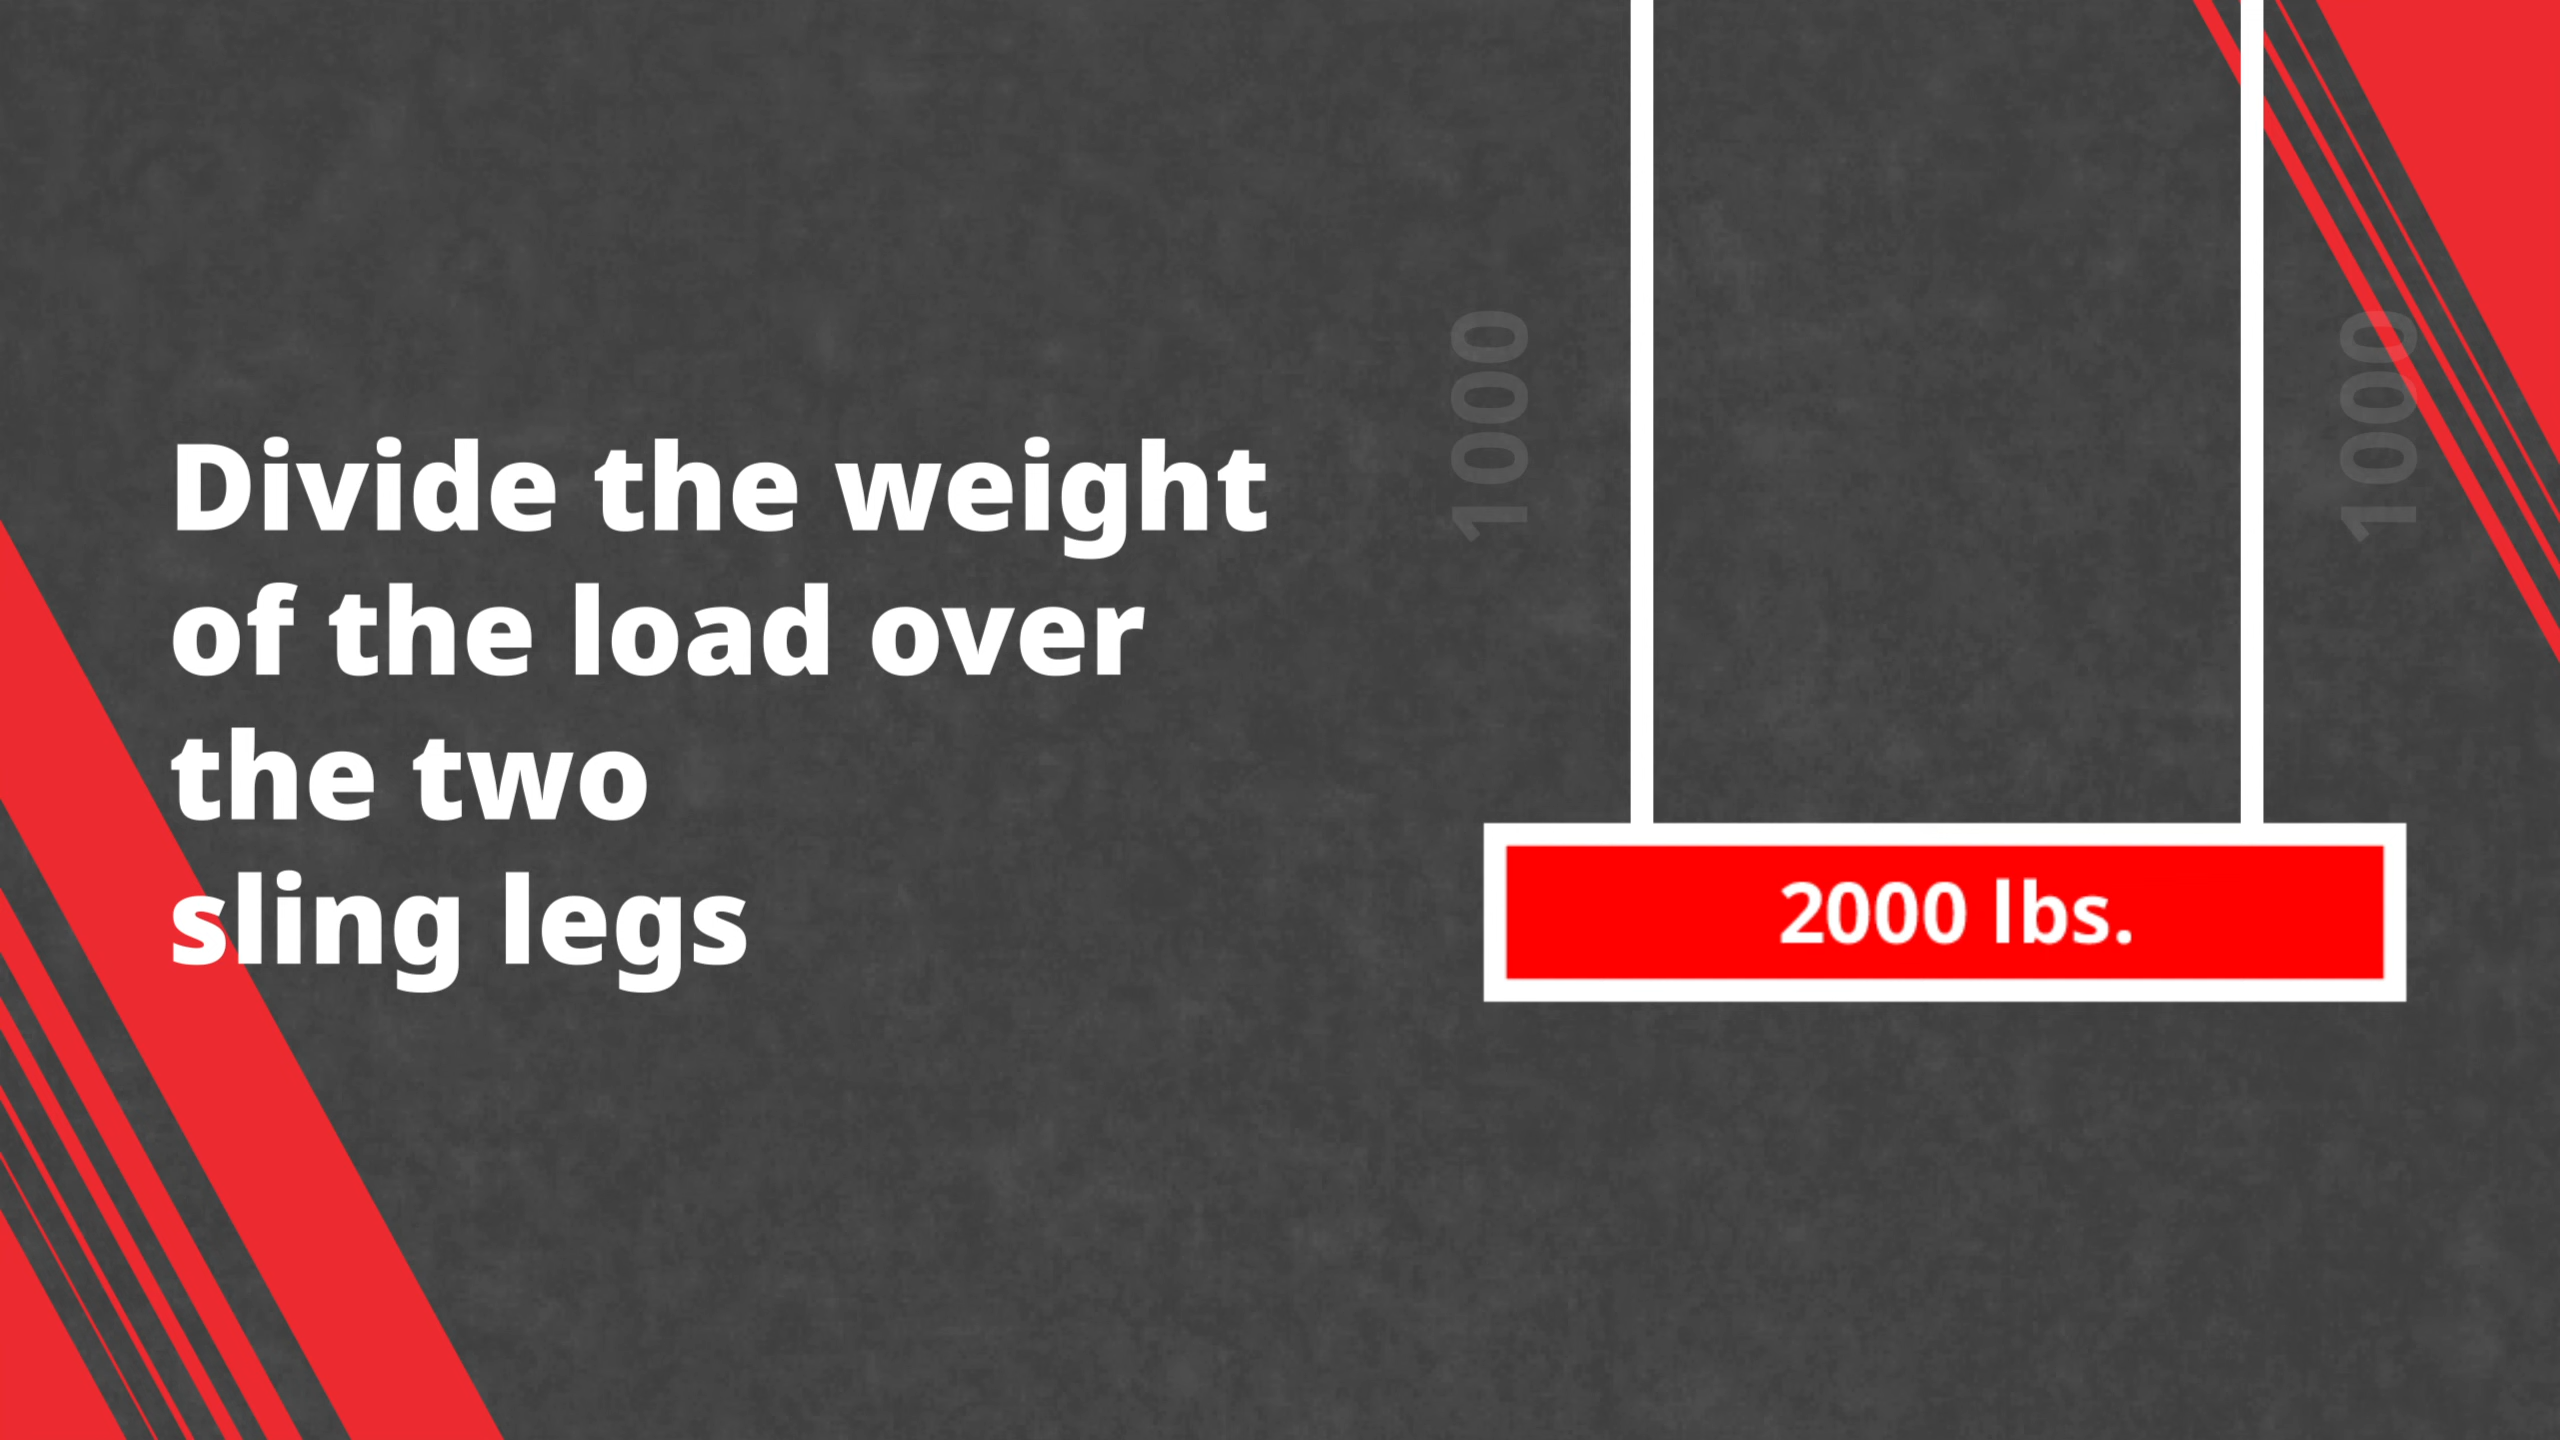 Divide the weight
of the load over
the two
sling legs
1000
1000
2000 lbs.